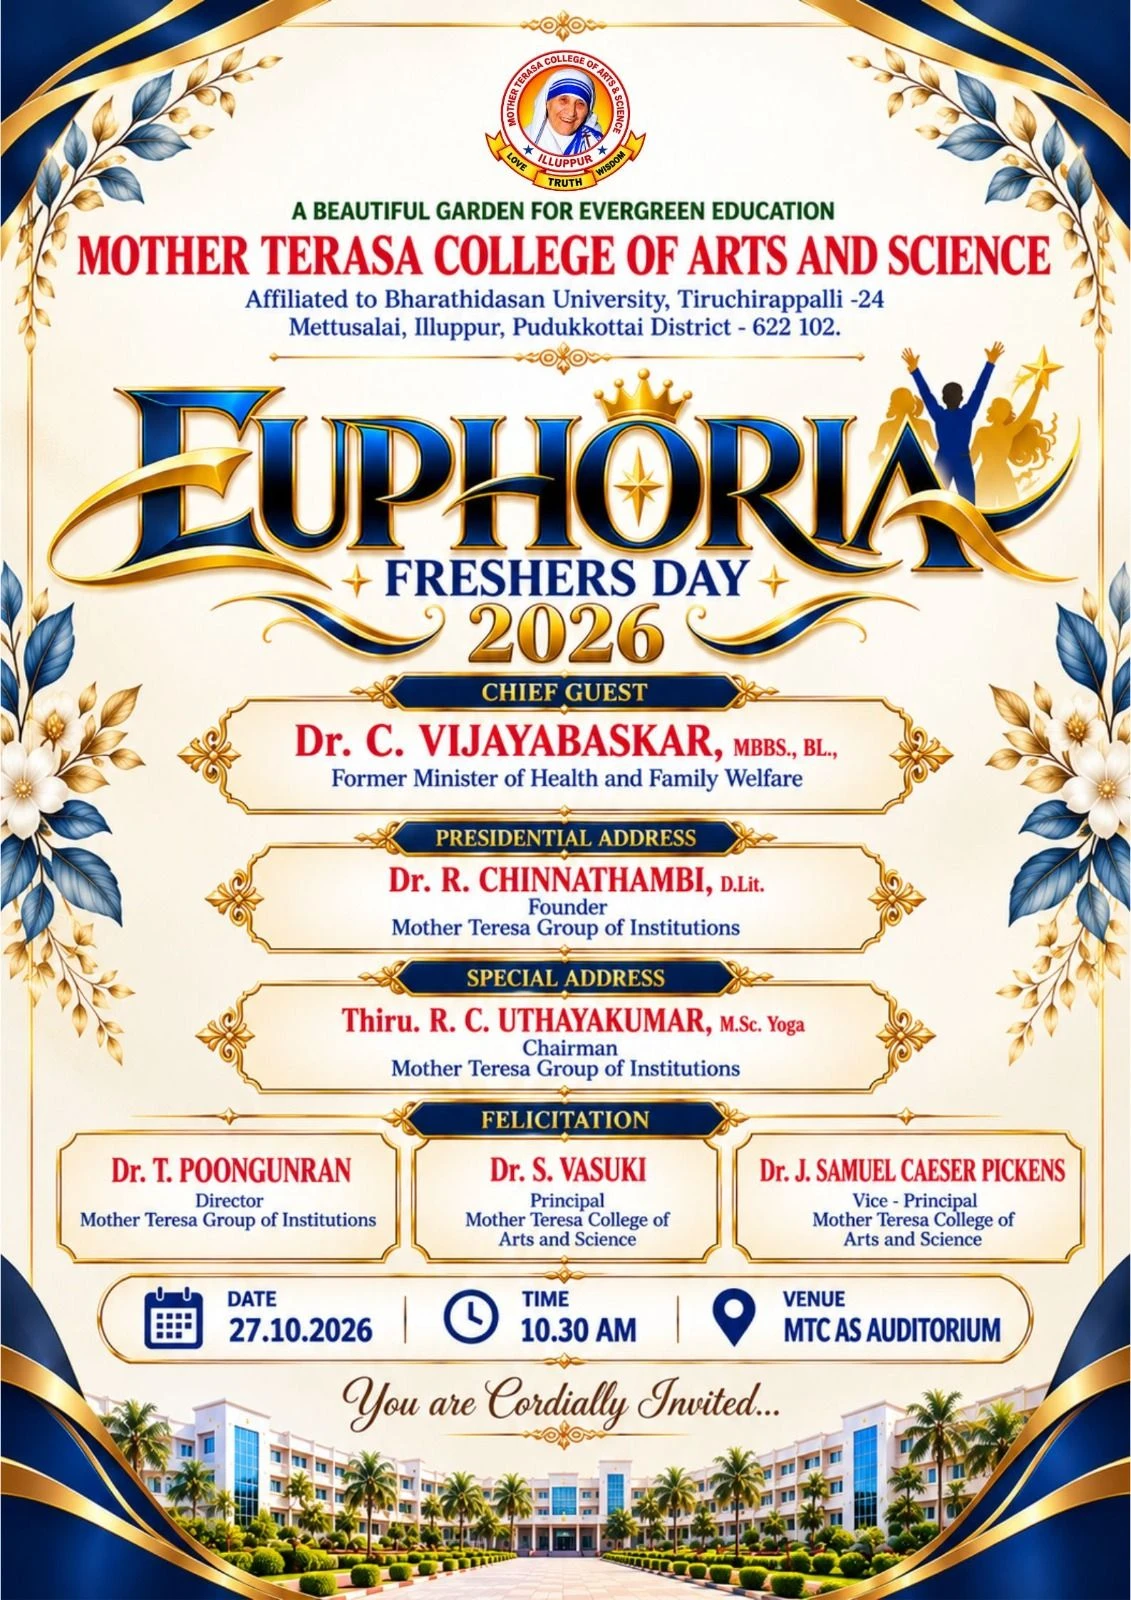 MOTHER TERASA COLLEGE OF ARTS & SCIENCE
ILLUPPUR
LOVE TRUTH WISDOM
A BEAUTIFUL GARDEN FOR EVERGREEN EDUCATION
MOTHER TERASA COLLEGE OF ARTS AND SCIENCE
Affiliated to Bharathidasan University, Tiruchirappalli -24
Mettusalai, Illuppur, Pudukkottai District - 622 102.
EUPHORIA
FRESHERS DAY
2026
CHIEF GUEST
Dr. C. VIJAYABASKAR, MBBS., BL.,
Former Minister of Health and Family Welfare
PRESIDENTIAL ADDRESS
Dr. R. CHINNATHAMBI, D.Lit.
Founder
Mother Teresa Group of Institutions
SPECIAL ADDRESS
Thiru. R. C. UTHAYAKUMAR, M.Sc. Yoga
Chairman
Mother Teresa Group of Institutions
FELICITATION
Dr. T. POONGUNRAN
Director
Mother Teresa Group of Institutions
Dr. S. VASUKI
Principal
Mother Teresa College of
Arts and Science
Dr. J. SAMUEL CAESER PICKENS
Vice - Principal
Mother Teresa College of
Arts and Science
DATE
27.10.2026
TIME
10.30 AM
VENUE
MTC AS AUDITORIUM
You are Cordially Invited...